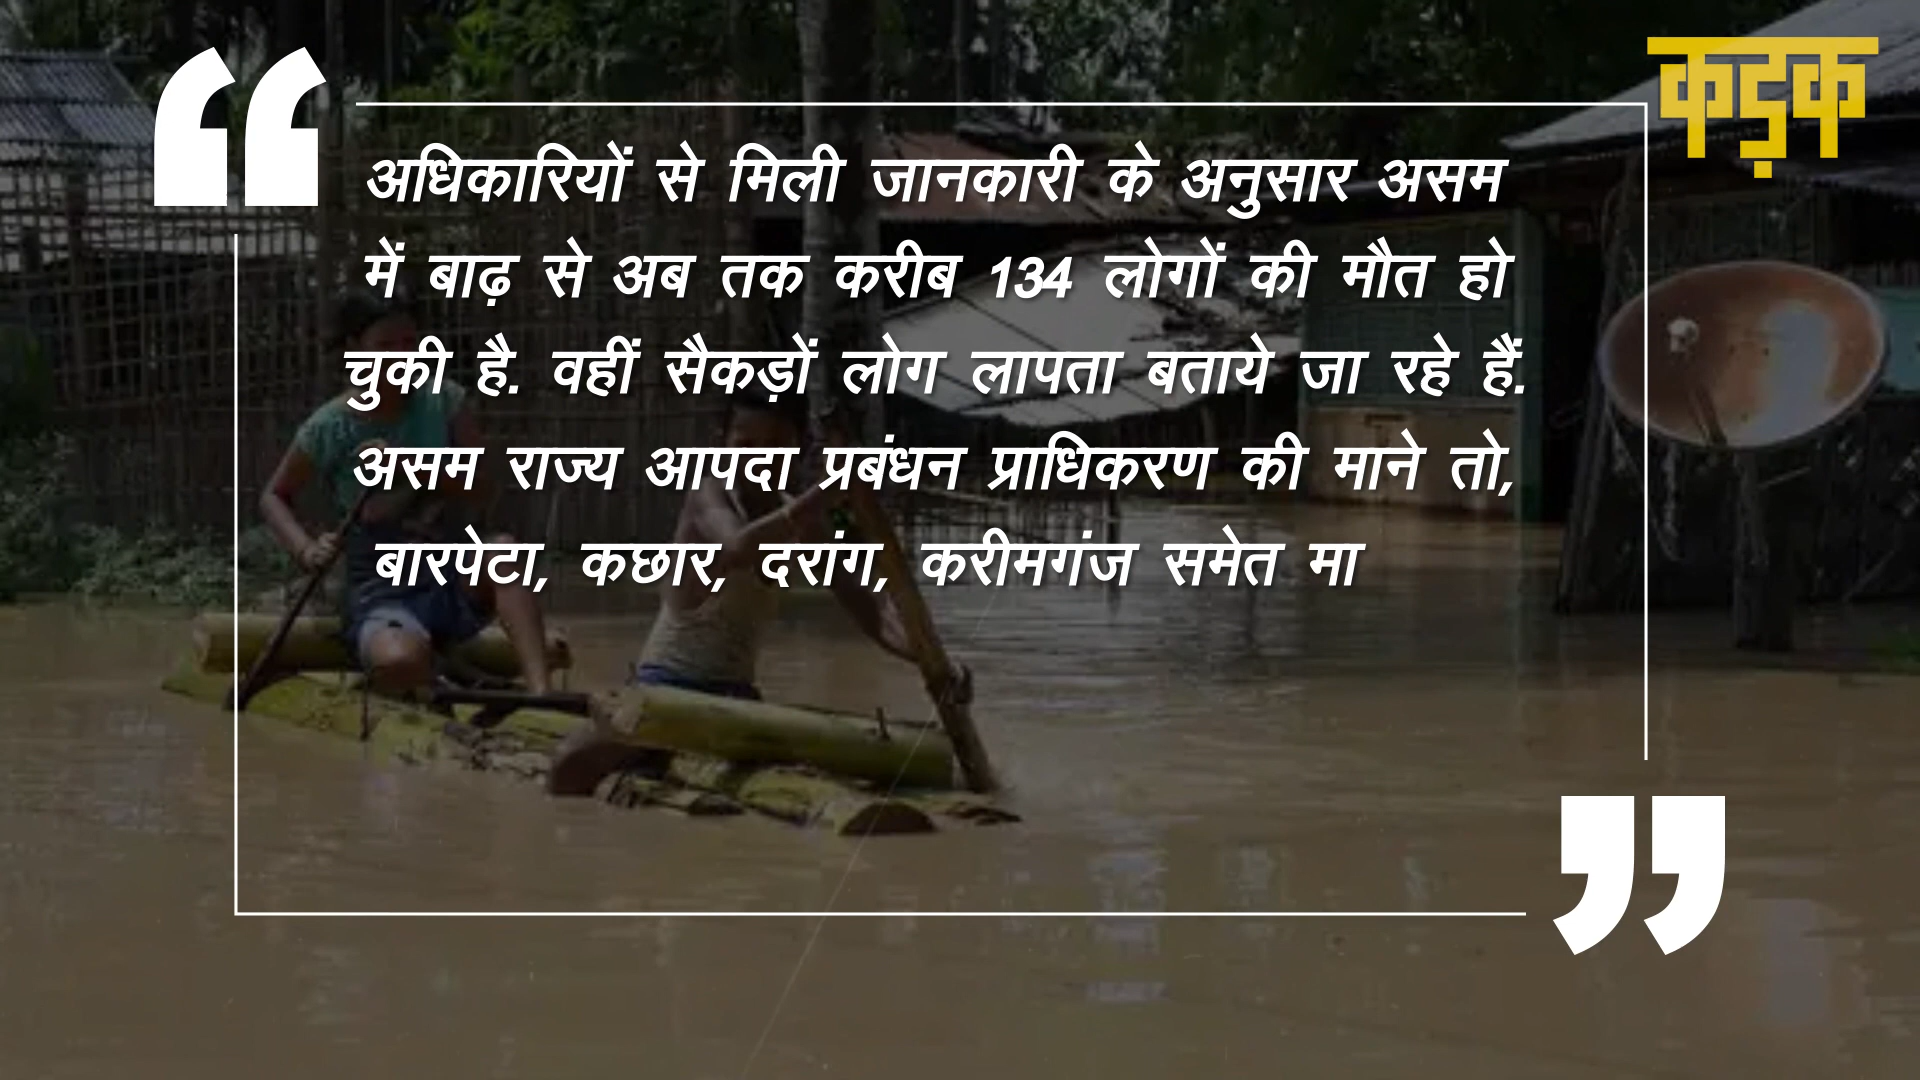 कड़क
अधिकारियों से मिली जानकारी के अनुसार असम
में बाढ़ से अब तक करीब 134 लोगों की मौत हो
चुकी है. वहीं सैकड़ों लोग लापता बताये जा रहे हैं.
असम राज्य आपदा प्रबंधन प्राधिकरण की माने तो,
बारपेटा, कछार, दरांग, करीमगंज समेत मा